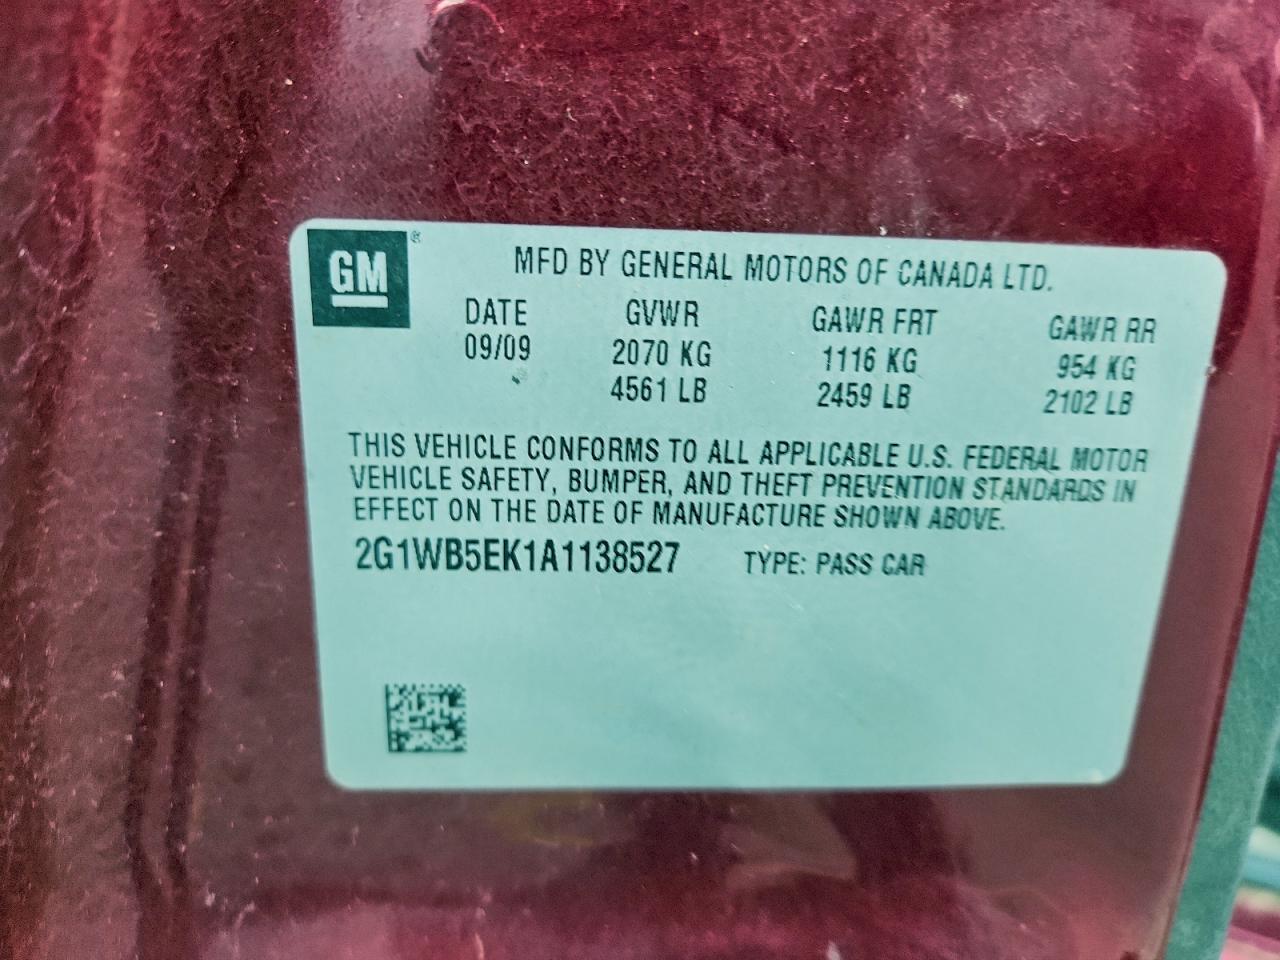 GM®
MFD BY GENERAL MOTORS OF CANADA LTD.
DATE GVWR GAWR FRT GAWR RR
09/09 2070 KG 1116 KG 954 KG
4561 LB 2459 LB 2102 LB
THIS VEHICLE CONFORMS TO ALL APPLICABLE U.S. FEDERAL MOTOR
VEHICLE SAFETY, BUMPER, AND THEFT PREVENTION STANDARDS IN
EFFECT ON THE DATE OF MANUFACTURE SHOWN ABOVE.
2G1WB5EK1A1138527 TYPE: PASS CAR